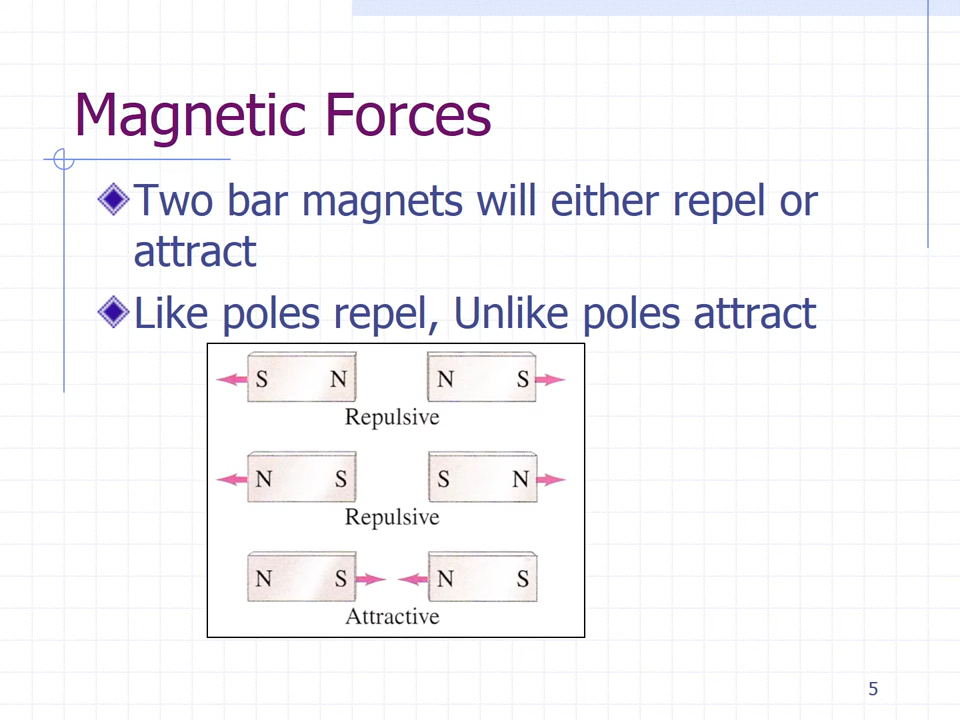 Magnetic Forces
Two bar magnets will either repel or
attract
Like poles repel, Unlike poles attract
S N N S
Repulsive
N S S N
Repulsive
N S N S
Attractive
5